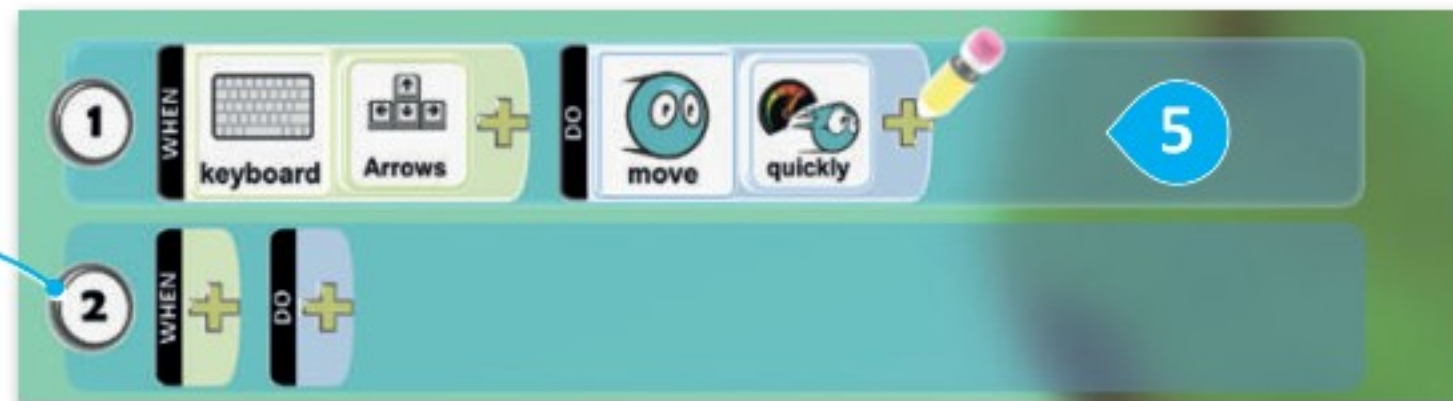 1 WHEN keyboard Arrows + DO move quickly + 5
2 WHEN + DO +